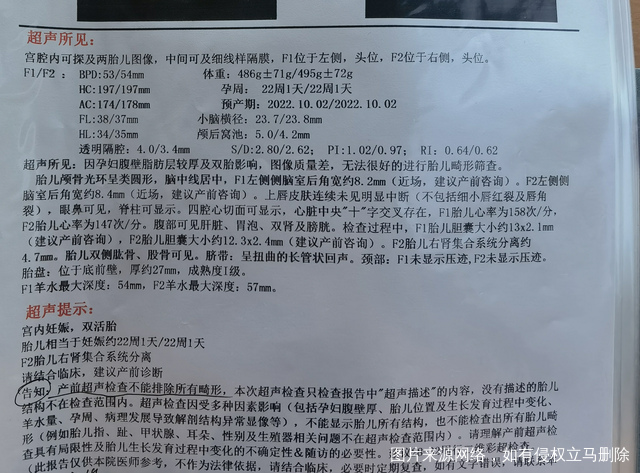 超声所见:
宫腔内可探及两胎儿图像，中间可及细线样隔膜，F1位于左侧，头位，F2位于右侧，头位。
F1/F2： BPD:53/54mm 体重: 486g±71g/495g±72g
HC:197/197mm 孕周: 22周1天/22周1天
AC:174/178mm 预产期: 2022.10.02/2022.10.02
FL:38/37mm 小脑横径: 23.7/23.8mm
HL:34/35mm 颅后窝池: 5.0/4.2mm
透明隔腔: 4.0/3.4mm S/D:2.80/2.62; PI:1.02/0.97; RI: 0.64/0.62
超声所见: 因孕妇腹壁脂肪层较厚及双胎影响，图像质量差，无法很好的进行胎儿畸形筛查。
胎儿颅骨光环呈类圆形，脑中线居中，F1左侧侧脑室后角宽约8.2mm（近场，建议产前咨询）。F2左侧侧
脑室后角宽约8.4mm（近场，建议产前咨询）。上唇皮肤连续未见明显中断（不包括细小唇红裂及唇角
裂），眼鼻可见，脊柱可显示。四腔心切面可显示，心脏中央"十"字交叉存在，F1胎儿心率为158次/分，
F2胎儿心率为147次/分。腹部可见肝脏、胃泡、双肾及膀胱。检查过程中，F1胎儿胆囊大小约13x2.1mm
（建议产前咨询），F2胎儿胆囊大小约12.3x2.4mm（建议产前咨询）。F2胎儿右肾集合系统分离约
4.7mm。胎儿双侧肱骨、股骨可见。脐带: 呈扭曲的长管状回声。颈部: F1未显示压迹，F2未显示压迹。
胎盘: 位于底前壁，厚约27mm，成熟度Ⅰ级。
F1羊水最大深度: 54mm，F2羊水最大深度: 57mm。
超声提示:
宫内妊娠，双活胎
胎儿相当于妊娠约22周1天/22周1天
F2胎儿右肾集合系统分离
请结合临床，建议产前诊断
告知，产前超声检查不能排除所有畸形，本次超声检查只检查报告中"超声描述"的内容，没有描述的胎儿
结构不在检查范围内。超声检查因受多种因素影响（包括孕妇腹壁厚、胎儿位置及生长发育过程中变化、
羊水量、孕周、病理发展导致解剖结构异常显像等），不能显示胎儿所有结构，也不能检查出所有胎儿畸
形（例如胎儿指、趾、甲状腺、耳朵、性别及生殖器相关问题不在超声检查范围内）。请理解产前超声检
查具有局限性及胎儿生长发育过程中变化的不确定性&随访的必要性。
（此报告仅供本院医师参考，不作为法律依据，请结合临床，必要时定期复查，如有文字错误，请联
图片来源网络，如有侵权立马删除